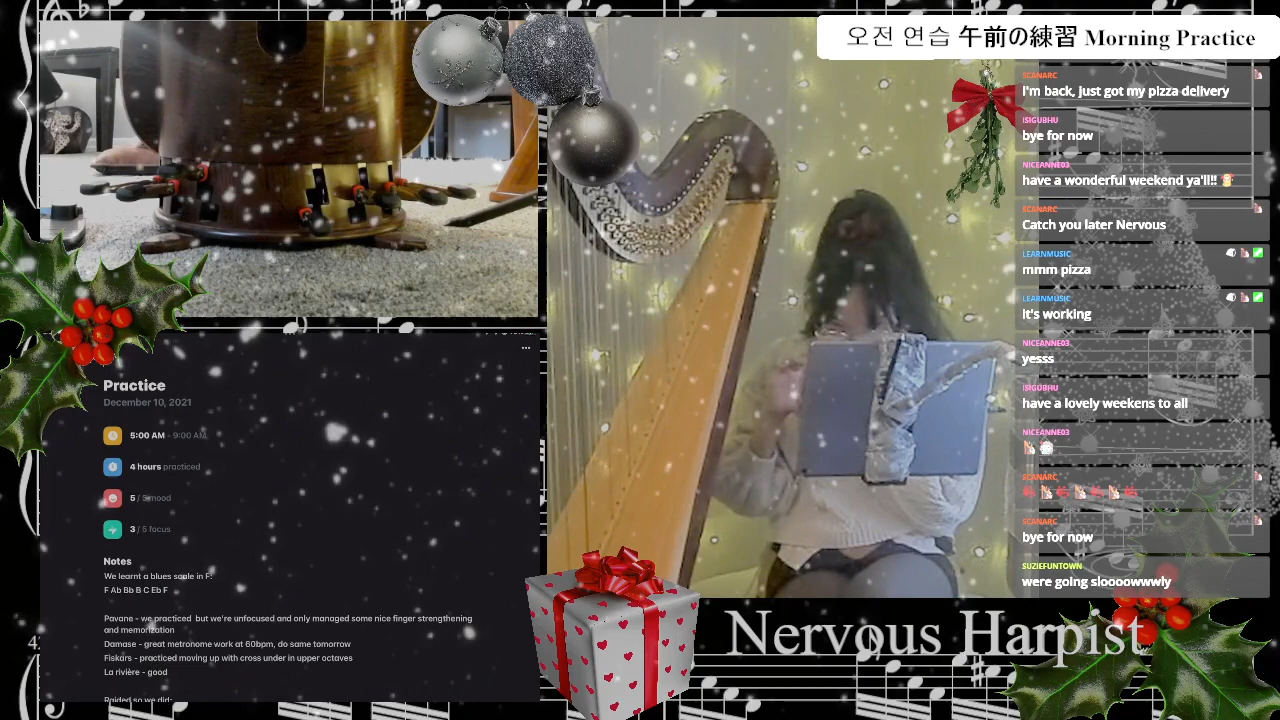 오전 연습 午前の練習 Morning Practice
SCANARC
I'm back, just got my pizza delivery
ISIGUBHU
bye for now
NICEANNE03
have a wonderful weekend ya'll!!
SCANARC
Catch you later Nervous
LEARNMUSIC
mmm pizza
LEARNMUSIC
it's working
NICEANNE03
yesss
ISIGUBHU
have a lovely weekens to all
NICEANNE03
SCANARC
SCANARC
bye for now
SUZIEFUNTOWN
were going sloooowwwly
Practice
December 10, 2021
5:00 AM - 9:00 AM
4 hours practiced
5 / 5 mood
3 / 5 focus
Notes
We learnt a blues scale in F:
F Ab Bb B C Eb F
Pavane - we practiced but we're unfocused and only managed some nice finger strengthening
and memorization
Damase - great metronome work at 60bpm, do same tomorrow
Fiskars - practiced moving up with cross under in upper octaves
La rivière - good
Raided so we did:
Nervous Harpist